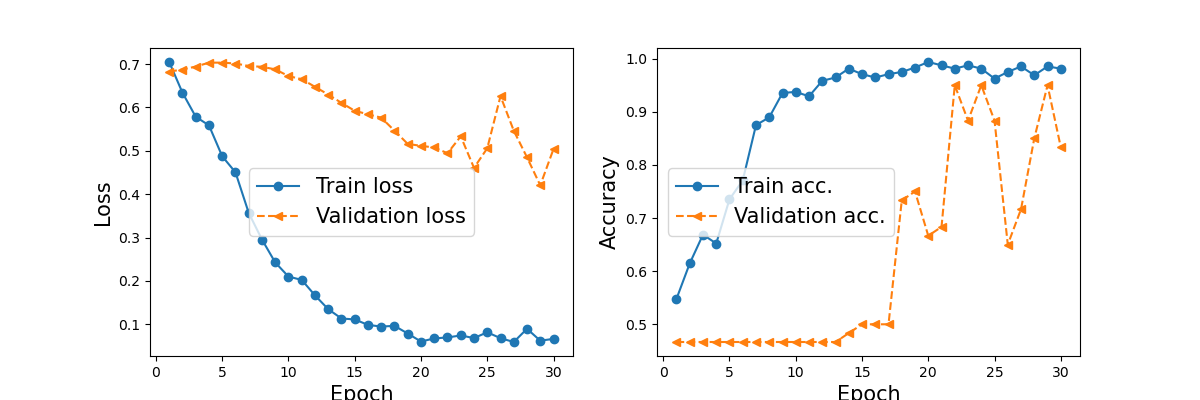 0.7
0.6
0.5
0.4
0.3
0.2
0.1
Loss
0 5 10 15 20 25 30
Epoch
Train loss
Validation loss
1.0
0.9
0.8
0.7
0.6
0.5
Accuracy
0 5 10 15 20 25 30
Epoch
Train acc.
Validation acc.